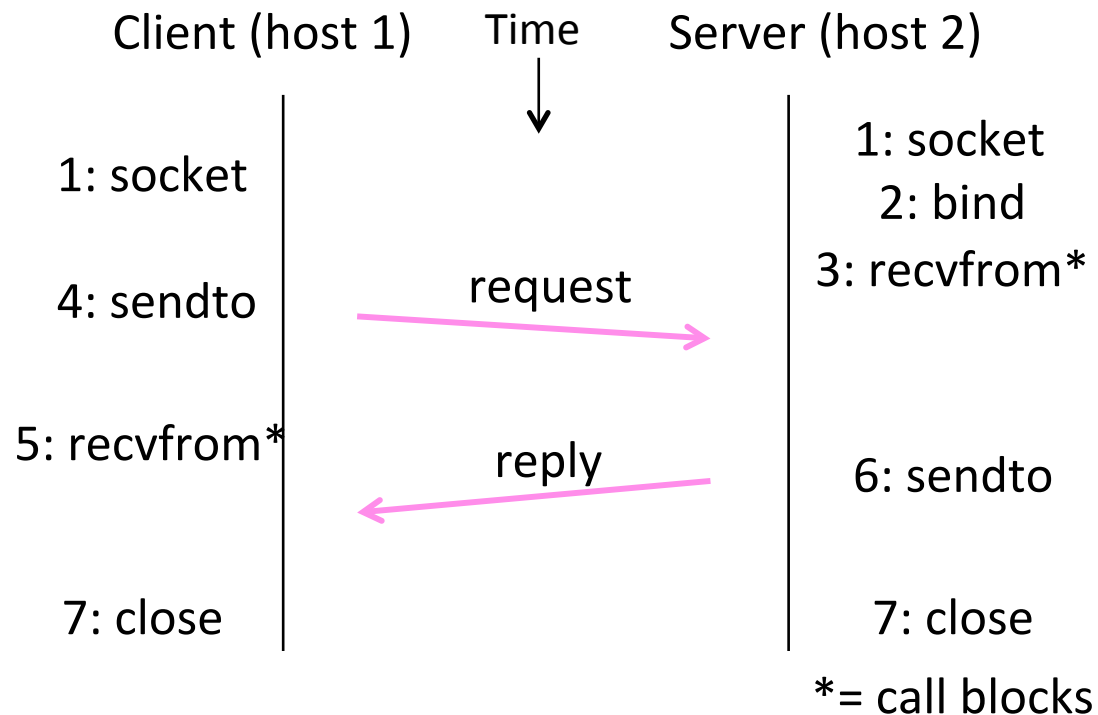 Client (host 1)
Time
Server (host 2)
1: socket
1: socket
2: bind
3: recvfrom*
4: sendto
request
5: recvfrom*
reply
6: sendto
7: close
7: close
*= call blocks